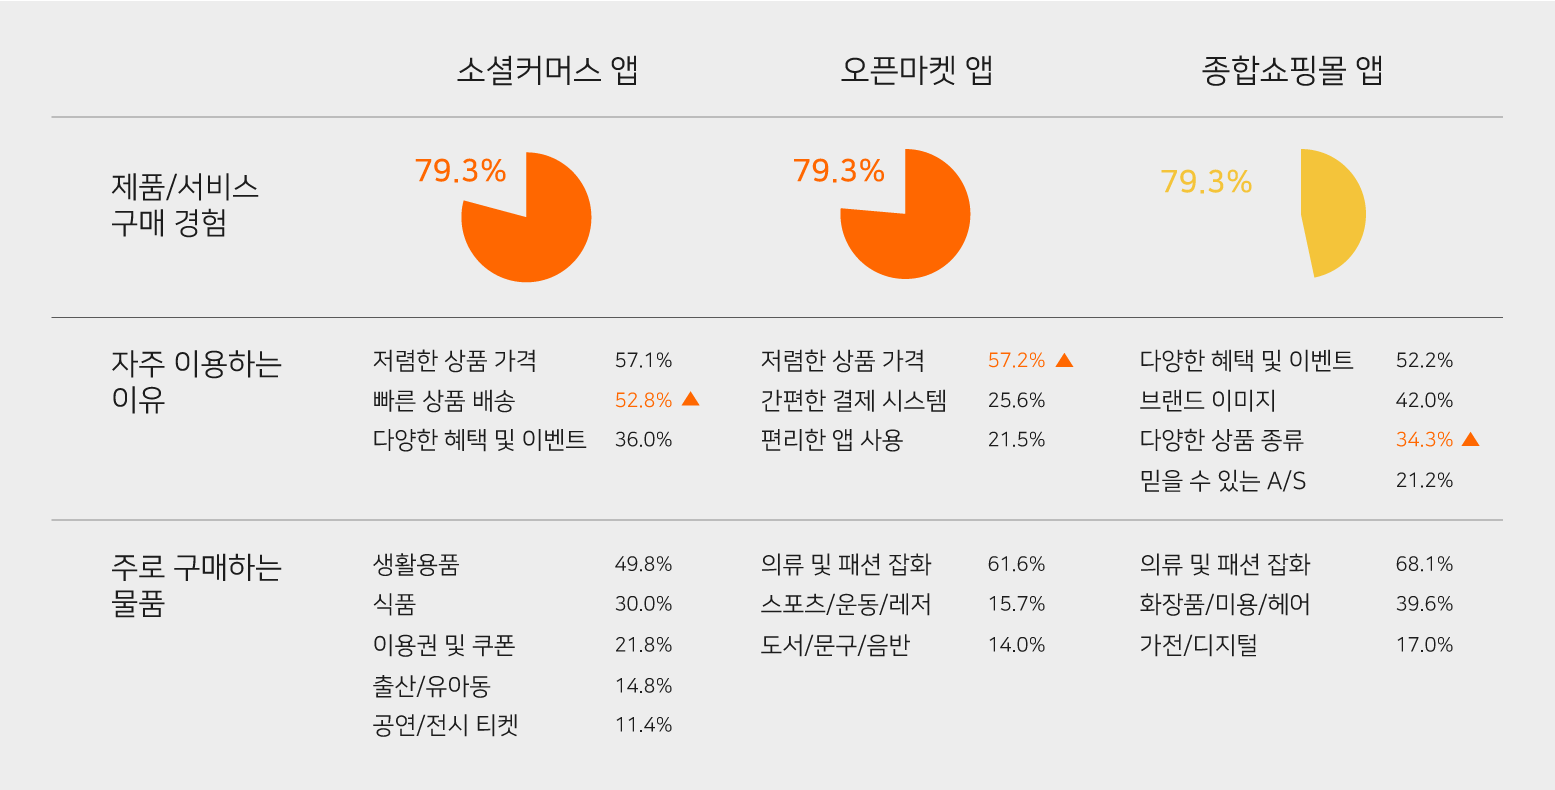 소셜커머스 앱 오픈마켓 앱 종합쇼핑몰 앱
제품/서비스
구매 경험
79.3% 79.3% 79.3%
자주 이용하는
이유
저렴한 상품 가격 57.1%
빠른 상품 배송 52.8% ▲
다양한 혜택 및 이벤트 36.0%
저렴한 상품 가격 57.2% ▲
간편한 결제 시스템 25.6%
편리한 앱 사용 21.5%
다양한 혜택 및 이벤트 52.2%
브랜드 이미지 42.0%
다양한 상품 종류 34.3% ▲
믿을 수 있는 A/S 21.2%
주로 구매하는
물품
생활용품 49.8%
식품 30.0%
이용권 및 쿠폰 21.8%
출산/유아동 14.8%
공연/전시 티켓 11.4%
의류 및 패션 잡화 61.6%
스포츠/운동/레저 15.7%
도서/문구/음반 14.0%
의류 및 패션 잡화 68.1%
화장품/미용/헤어 39.6%
가전/디지털 17.0%